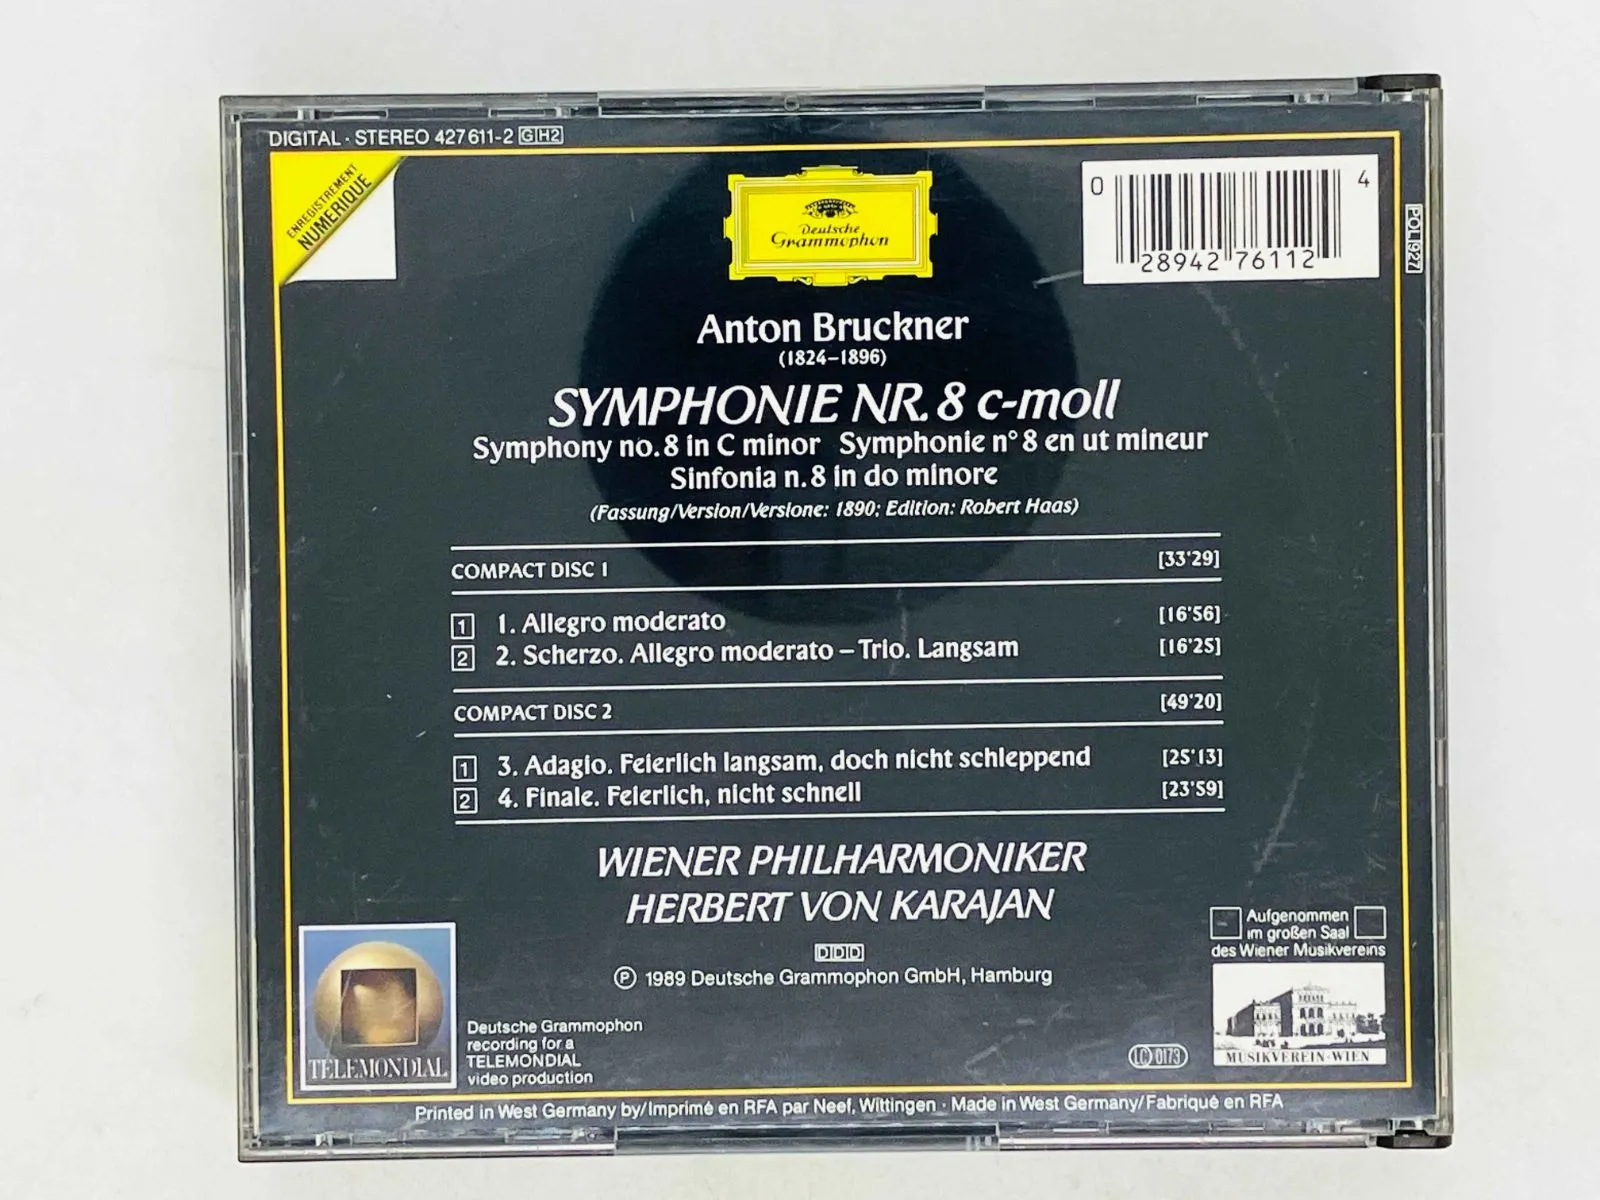 DIGITAL · STEREO 427 611-2 GH2
ENREGISTREMENT
NUMERIQUE
Deutsche
Grammophon
0 28942 76112 4
POL 927
Anton Bruckner
(1824–1896)
SYMPHONIE NR. 8 c-moll
Symphony no. 8 in C minor Symphonie n° 8 en ut mineur
Sinfonia n. 8 in do minore
(Fassung/Version/Versione: 1890; Edition: Robert Haas)
COMPACT DISC 1 [33'29]
1 1. Allegro moderato [16'56]
2 2. Scherzo. Allegro moderato – Trio. Langsam [16'25]
COMPACT DISC 2 [49'20]
1 3. Adagio. Feierlich langsam, doch nicht schleppend [25'13]
2 4. Finale. Feierlich, nicht schnell [23'59]
WIENER PHILHARMONIKER
HERBERT VON KARAJAN
DDD
Ⓟ 1989 Deutsche Grammophon GmbH, Hamburg
TELEMONDIAL
Deutsche Grammophon
recording for a
TELEMONDIAL
video production
Aufgenommen
im großen Saal
des Wiener Musikvereins
MUSIKVEREIN·WIEN
LC 0173
Printed in West Germany by/Imprimé en RFA par Neef, Wittingen · Made in West Germany/Fabriqué en RFA